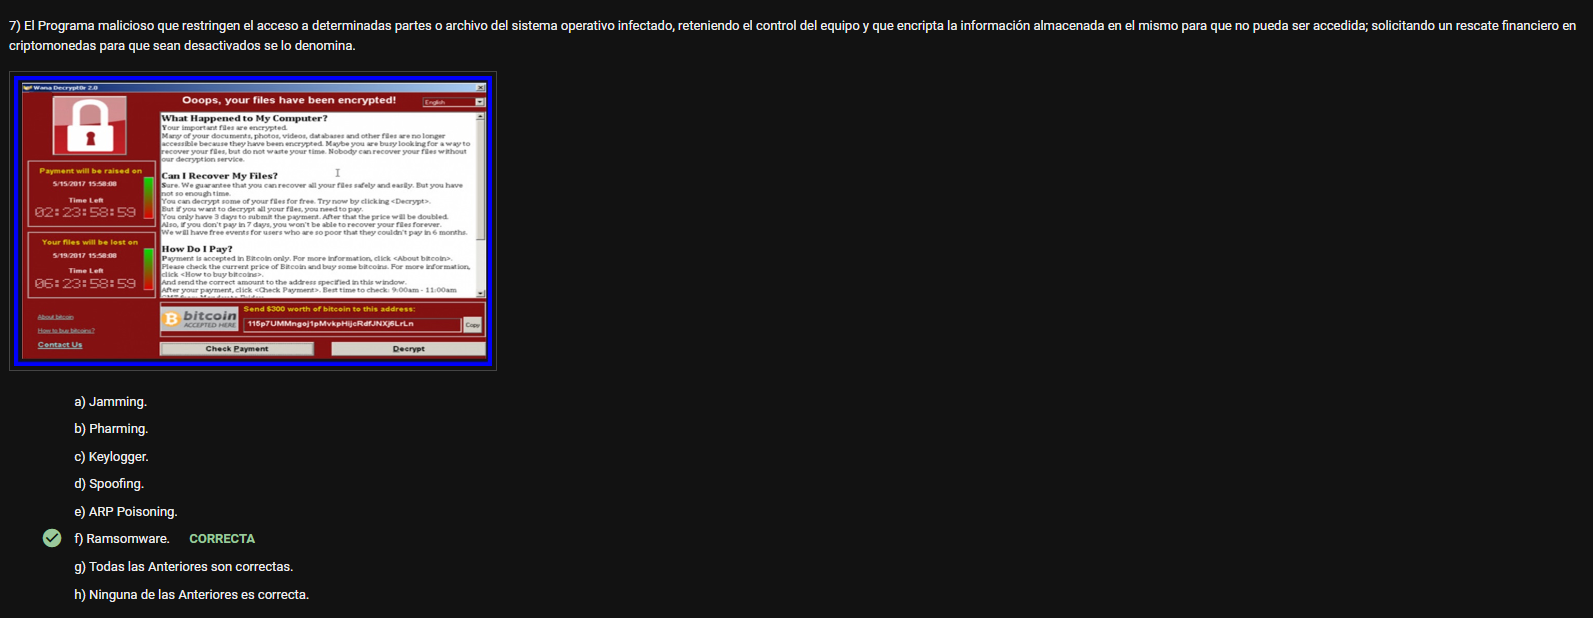 7) El Programa malicioso que restringen el acceso a determinadas partes o archivo del sistema operativo infectado, reteniendo el control del equipo y que encripta la información almacenada en el mismo para que no pueda ser accedida; solicitando un rescate financiero en
criptomonedas para que sean desactivados se lo denomina.
Wana Decrypt0r 2.0
Ooops, your files have been encrypted!
English
What Happened to My Computer?
Your important files are encrypted.
Many of your documents, photos, videos, databases and other files are no longer
accessible because they have been encrypted. Maybe you are busy looking for a way to
recover your files, but do not waste your time. Nobody can recover your files without
our decryption service.
Payment will be raised on
5/15/2017 15:58:08
Time Left
02:23:58:59
Can I Recover My Files?
Sure. We guarantee that you can recover all your files safely and easily. But you have
not so enough time.
You can decrypt some of your files for free. Try now by clicking <Decrypt>.
But if you want to decrypt all your files, you need to pay.
You only have 3 days to submit the payment. After that the price will be doubled.
Also, if you don't pay in 7 days, you won't be able to recover your files forever.
We will have free events for users who are so poor that they couldn't pay in 6 months.
Your files will be lost on
5/19/2017 15:58:08
Time Left
06:23:58:59
How Do I Pay?
Payment is accepted in Bitcoin only. For more information, click <About bitcoin>.
Please check the current price of Bitcoin and buy some bitcoins. For more information,
click <How to buy bitcoins>.
And send the correct amount to the address specified in this window.
After your payment, click <Check Payment>. Best time to check: 9:00am - 11:00am
About bitcoin
How to buy bitcoins?
Contact Us
bitcoin
ACCEPTED HERE
Send $300 worth of bitcoin to this address:
Copy
Check Payment
Decrypt
a) Jamming.
b) Pharming.
c) Keylogger.
d) Spoofing.
e) ARP Poisoning.
f) Ramsomware. CORRECTA
g) Todas las Anteriores son correctas.
h) Ninguna de las Anteriores es correcta.